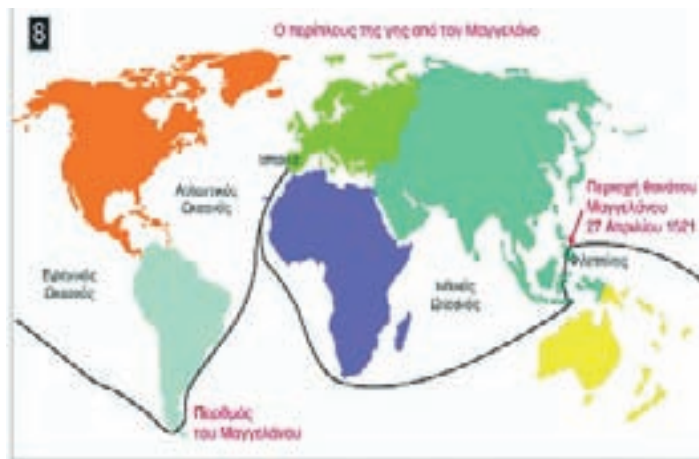 8
Ο περίπλους της γης από τον Μαγγελάνο
Ατλαντικός
Ωκεανός
Περιοχή θανάτου
Μαγγελάνου
27 Απριλίου 1521
Ειρηνικός
Ωκεανός
Ινδικός
Ωκεανός
Πορθμός
του Μαγγελάνου